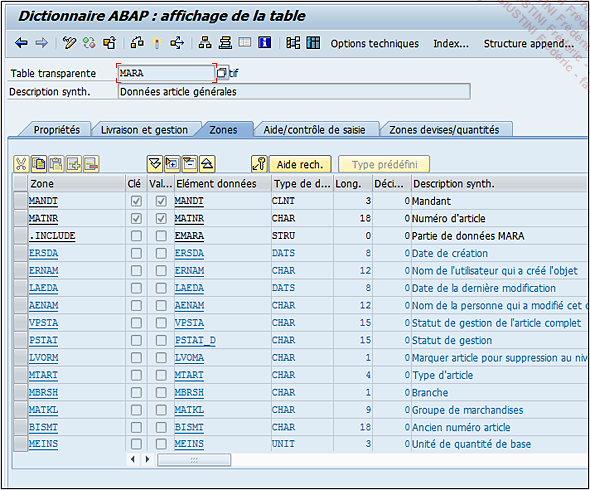 Dictionnaire ABAP : affichage de la table
Options techniques Index... Structure append...
Table transparente MARA tif
Description synth. Données article générales
Propriétés Livraison et gestion Zones Aide/contrôle de saisie Zones devises/quantités
Aide rech. Type prédéfini
Zone Clé Val... Elément données Type de d... Long. Déci... Description synth.
MANDT MANDT CLNT 3 0 Mandant
MATNR MATNR CHAR 18 0 Numéro d'article
.INCLUDE EMARA STRU 0 0 Partie de données MARA
ERSDA ERSDA DATS 8 0 Date de création
ERNAM ERNAM CHAR 12 0 Nom de l'utilisateur qui a créé l'objet
LAEDA LAEDA DATS 8 0 Date de la dernière modification
AENAM AENAM CHAR 12 0 Nom de la personne qui a modifié cet
VPSTA VPSTA CHAR 15 0 Statut de gestion de l'article complet
PSTAT PSTAT_D CHAR 15 0 Statut de gestion
LVORM LVOMA CHAR 1 0 Marquer article pour suppression au niv
MTART MTART CHAR 4 0 Type d'article
MBRSH MBRSH CHAR 1 0 Branche
MATKL MATKL CHAR 9 0 Groupe de marchandises
BISMT BISMT CHAR 18 0 Ancien numéro article
MEINS MEINS UNIT 3 0 Unité de quantité de base